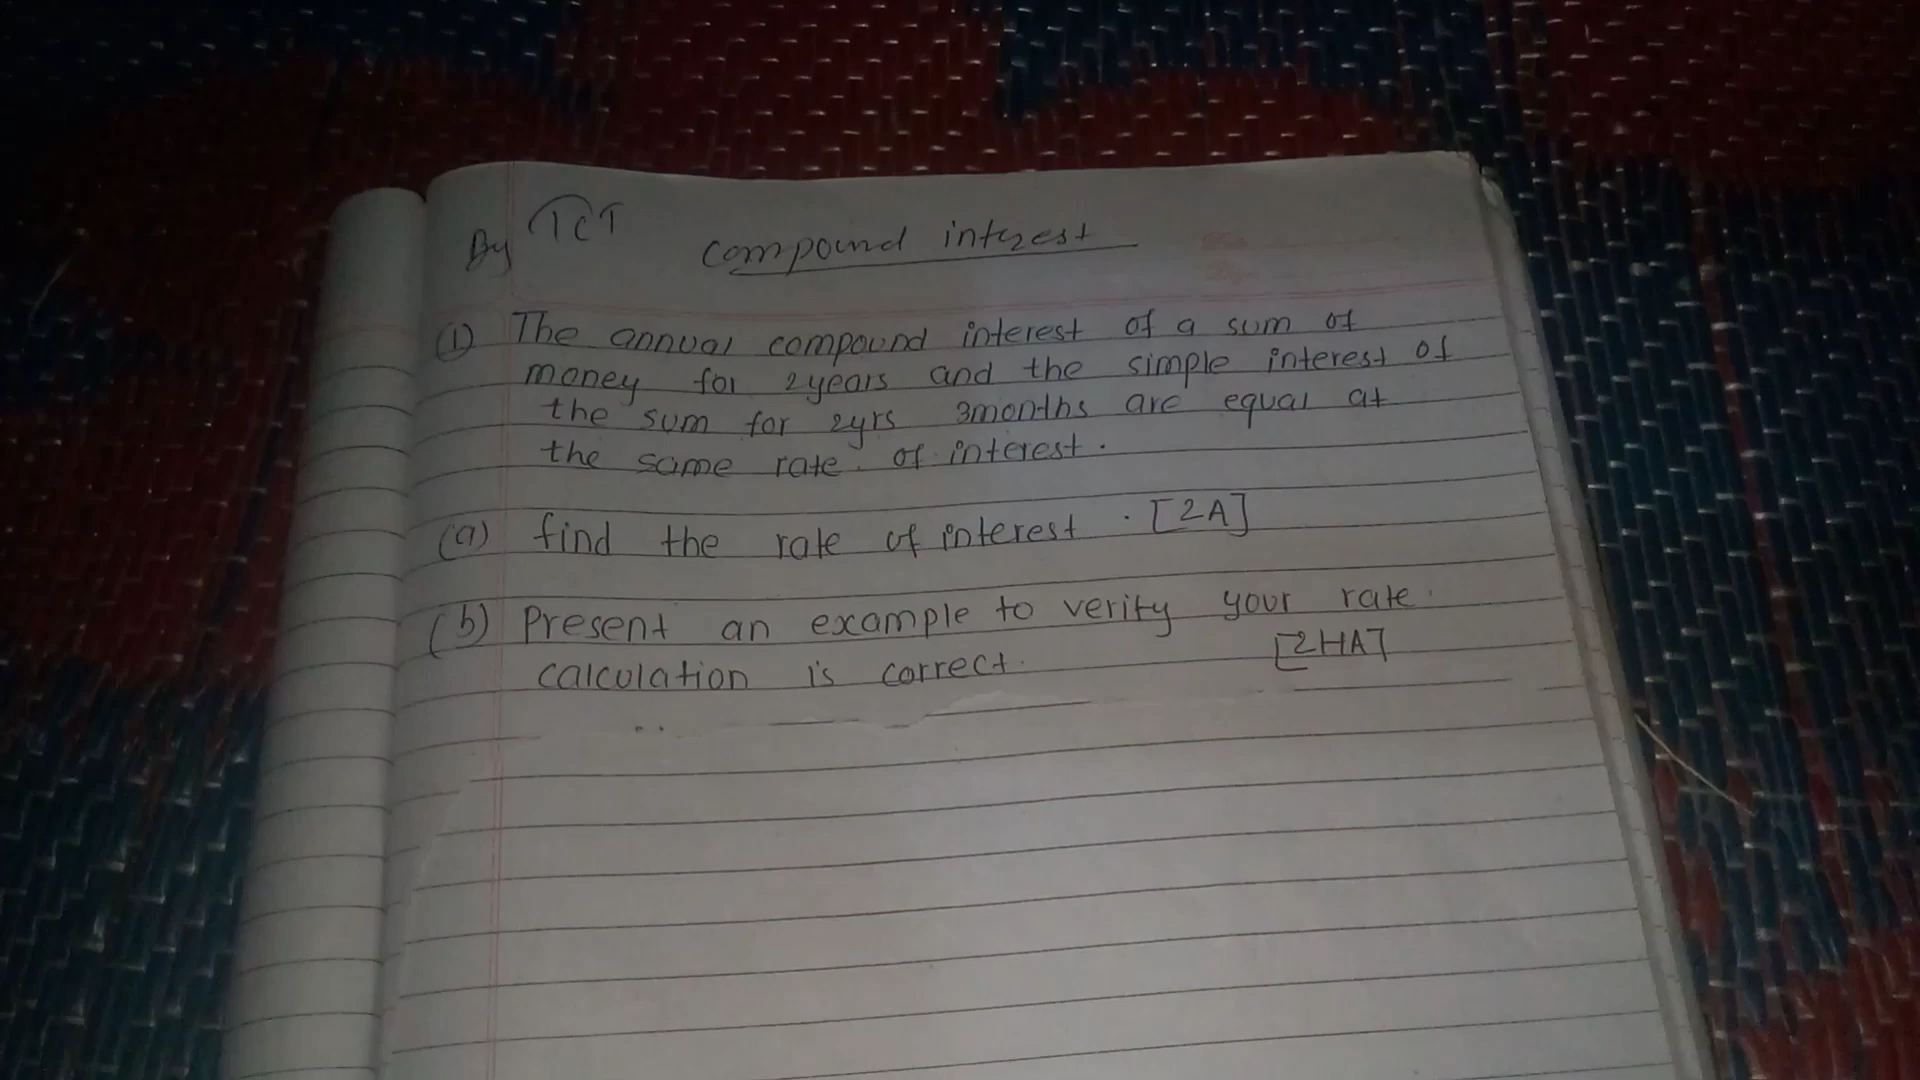 By TCT
compound interest
(1) The annual compound interest of a sum of
money for 2years and the simple interest of
the sum for 2yrs 3months are equal at
the same rate of interest.
(a) find the rate of interest. [2A]
(b) Present an example to verify your rate
calculation is correct. [2HA]